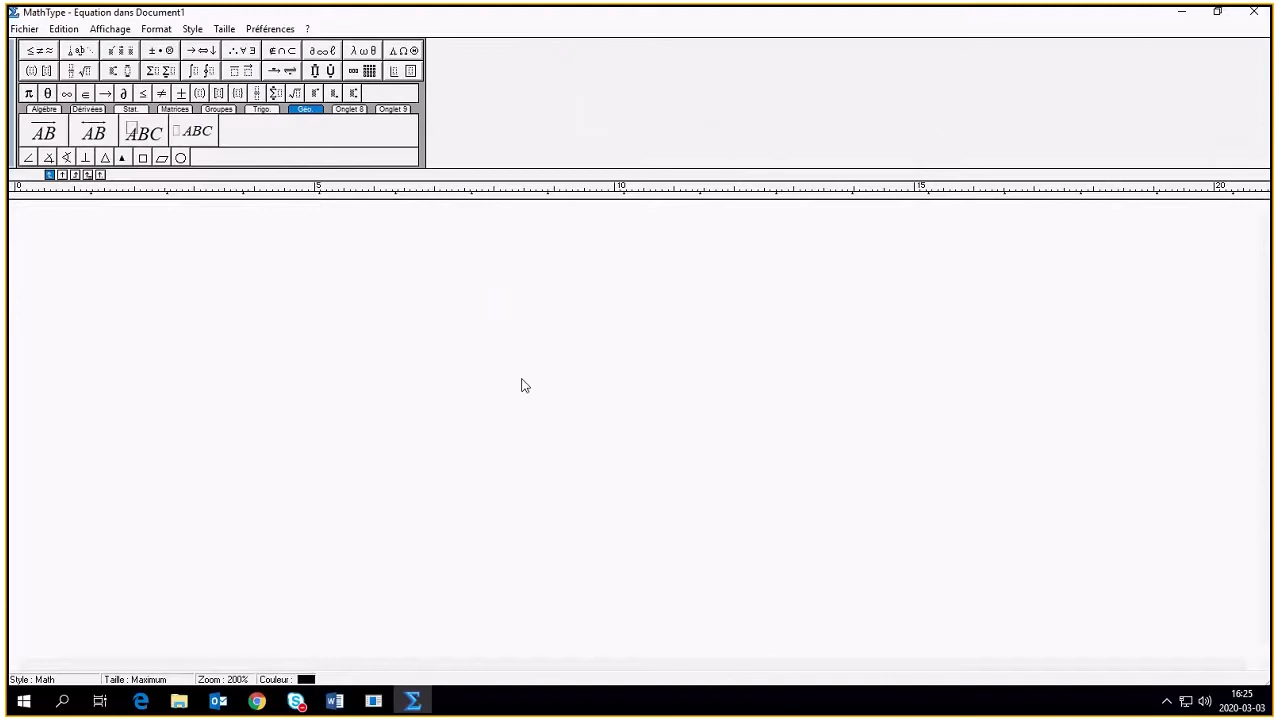 MathType - Equation dans Document1
Fichier Edition Affichage Format Style Taille Préférences ?
≤ ≠ ≈ ± • ⊗ → ⇔ ↓ ∴ ∀ ∃ ∉ ∩ ⊂ ∂ ∞ ℓ λ ω θ Λ Ω ⊕
π θ ∞ ∈ → ∂ ≤ ≠ ±
Algèbre Dérivées Stat. Matrices Groupes Trigo. Géo. Onglet 8 Onglet 9
AB AB ABC ABC
0 5 10 15 20
Style : Math Taille : Maximum Zoom : 200% Couleur :
16:25
2020-03-03